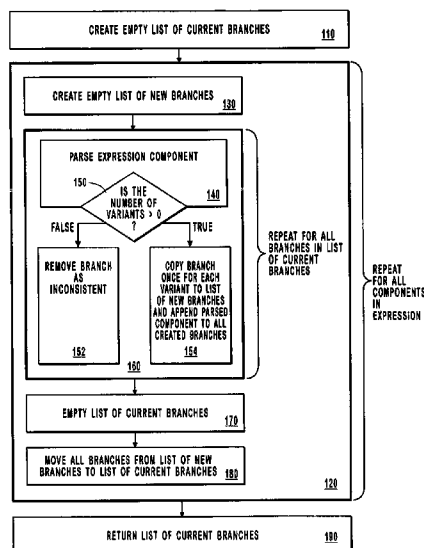 CREATE EMPTY LIST OF CURRENT BRANCHES 110
CREATE EMPTY LIST OF NEW BRANCHES 130
PARSE EXPRESSION COMPONENT
150
140
IS THE
NUMBER OF
VARIANTS > 0
?
FALSE
TRUE
REMOVE BRANCH
AS
INCONSISTENT
152
COPY BRANCH
ONCE FOR EACH
VARIANT TO LIST
OF NEW BRANCHES
AND APPEND PARSED
COMPONENT TO ALL
CREATED BRANCHES
154
160
REPEAT FOR ALL
BRANCHES IN LIST
OF CURRENT
BRANCHES
REPEAT
FOR ALL
COMPONENTS
IN
EXPRESSION
EMPTY LIST OF CURRENT BRANCHES 170
MOVE ALL BRANCHES FROM LIST OF NEW
BRANCHES TO LIST OF CURRENT BRANCHES 180
120
RETURN LIST OF CURRENT BRANCHES 190